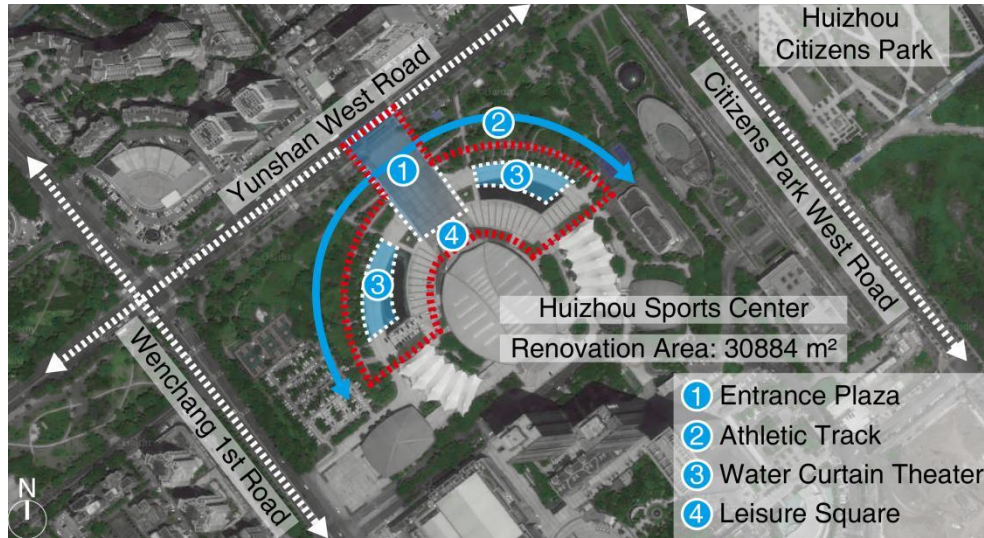 Huizhou
Citizens Park
Yunshan West Road
Citizens Park West Road
2
1
3
4
3
Huizhou Sports Center
Renovation Area: 30884 m²
Wenchang 1st Road
1 Entrance Plaza
2 Athletic Track
3 Water Curtain Theater
4 Leisure Square
N